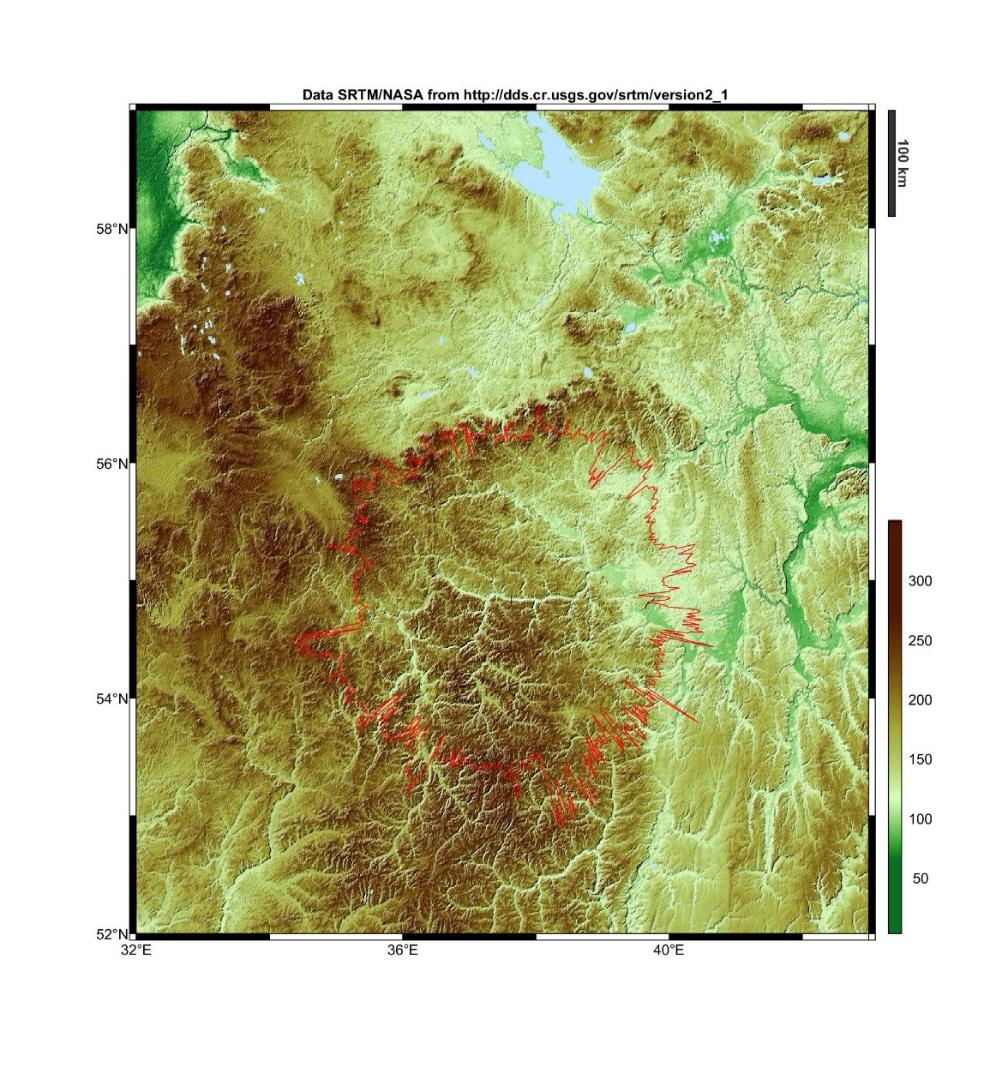 Data SRTM/NASA from http://dds.cr.usgs.gov/srtm/version2_1
100 km
58°N
56°N
54°N
52°N
32°E
36°E
40°E
300
250
200
150
100
50